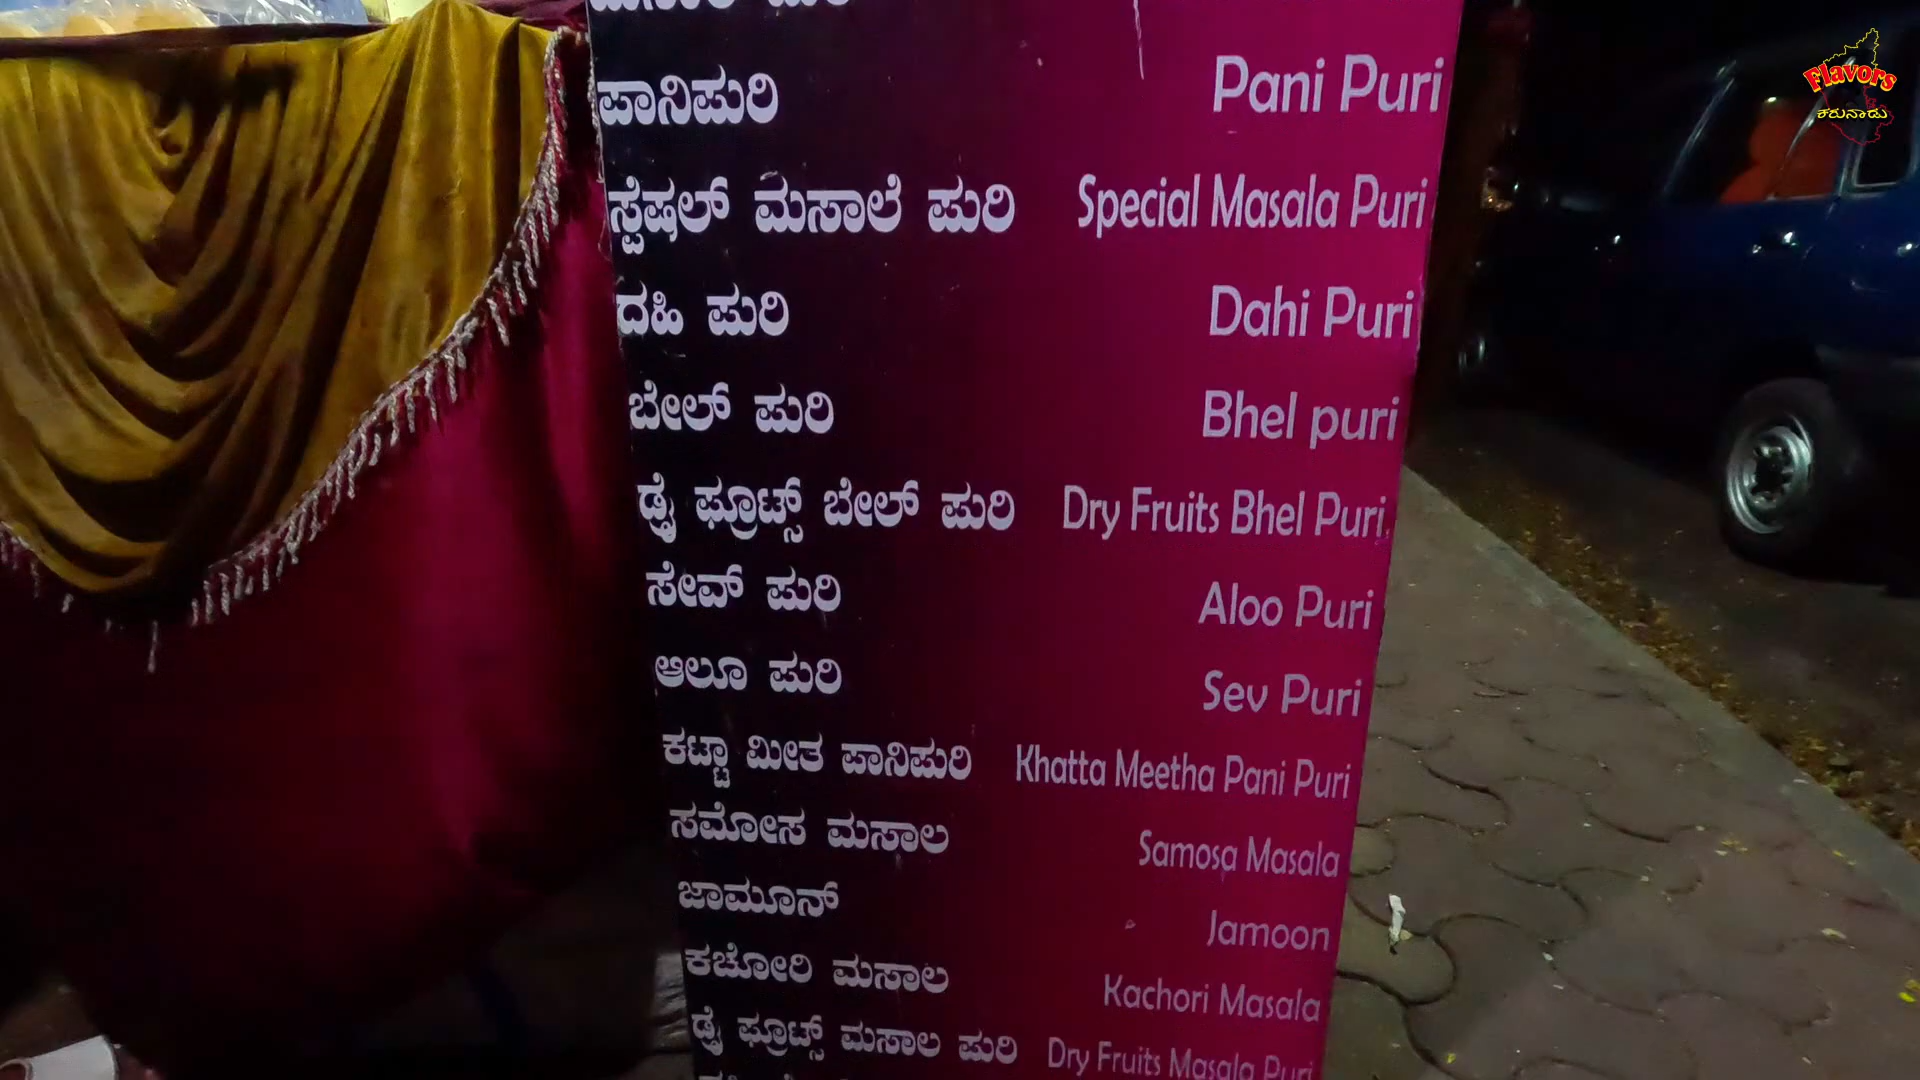 ಪಾನಿಪುರಿ Pani Puri
ಸ್ಪೆಷಲ್ ಮಸಾಲೆ ಪುರಿ Special Masala Puri
ದಹಿ ಪುರಿ Dahi Puri
ಬೇಲ್ ಪುರಿ Bhel puri
ಡ್ರೈ ಫ್ರೂಟ್ಸ್ ಬೇಲ್ ಪುರಿ Dry Fruits Bhel Puri
ಸೇವ್ ಪುರಿ Aloo Puri
ಆಲೂ ಪುರಿ Sev Puri
ಕಟ್ಟಾ ಮೀತ ಪಾನಿಪುರಿ Khatta Meetha Pani Puri
ಸಮೋಸ ಮಸಾಲ Samosa Masala
ಜಾಮೂನ್ Jamoon
ಕಚೋರಿ ಮಸಾಲ Kachori Masala
ಡ್ರೈ ಫ್ರೂಟ್ಸ್ ಮಸಾಲ ಪುರಿ Dry Fruits Masala Puri
Flavors
ಕರುನಾಡು